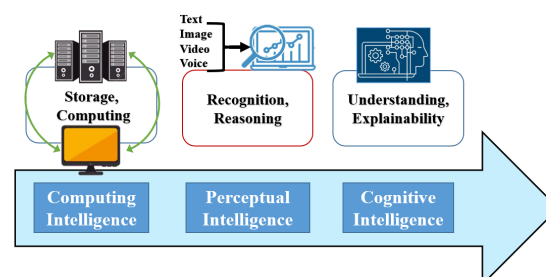 Text
Image
Video
Voice
Storage,
Computing
Recognition,
Reasoning
Understanding,
Explainability
Computing
Intelligence
Perceptual
Intelligence
Cognitive
Intelligence